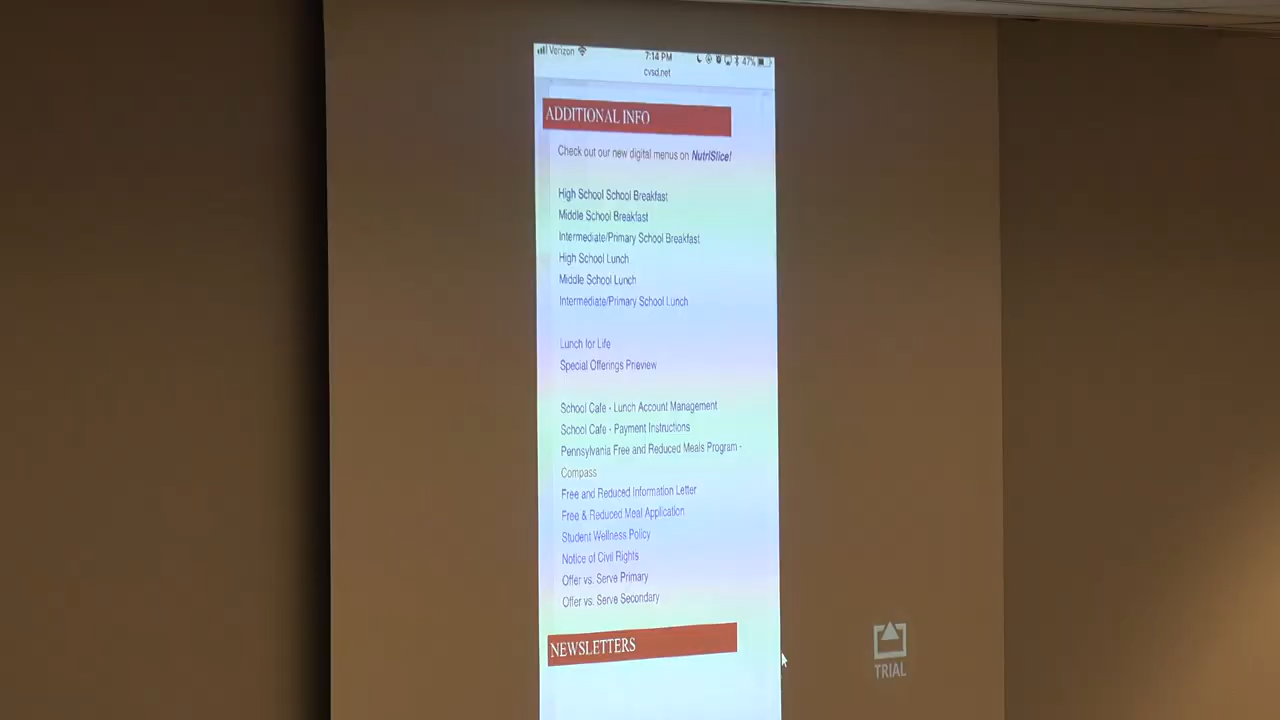 Verizon 7:14 PM 47%
cvsd.net
ADDITIONAL INFO
Check out our new digital menus on NutriSlice!
High School School Breakfast
Middle School Breakfast
Intermediate/Primary School Breakfast
High School Lunch
Middle School Lunch
Intermediate/Primary School Lunch
Lunch for Life
Special Offerings Preview
School Cafe - Lunch Account Management
School Cafe - Payment Instructions
Pennsylvania Free and Reduced Meals Program -
Compass
Free and Reduced Information Letter
Free & Reduced Meal Application
Student Wellness Policy
Notice of Civil Rights
Offer vs. Serve Primary
Offer vs. Serve Secondary
NEWSLETTERS
TRIAL